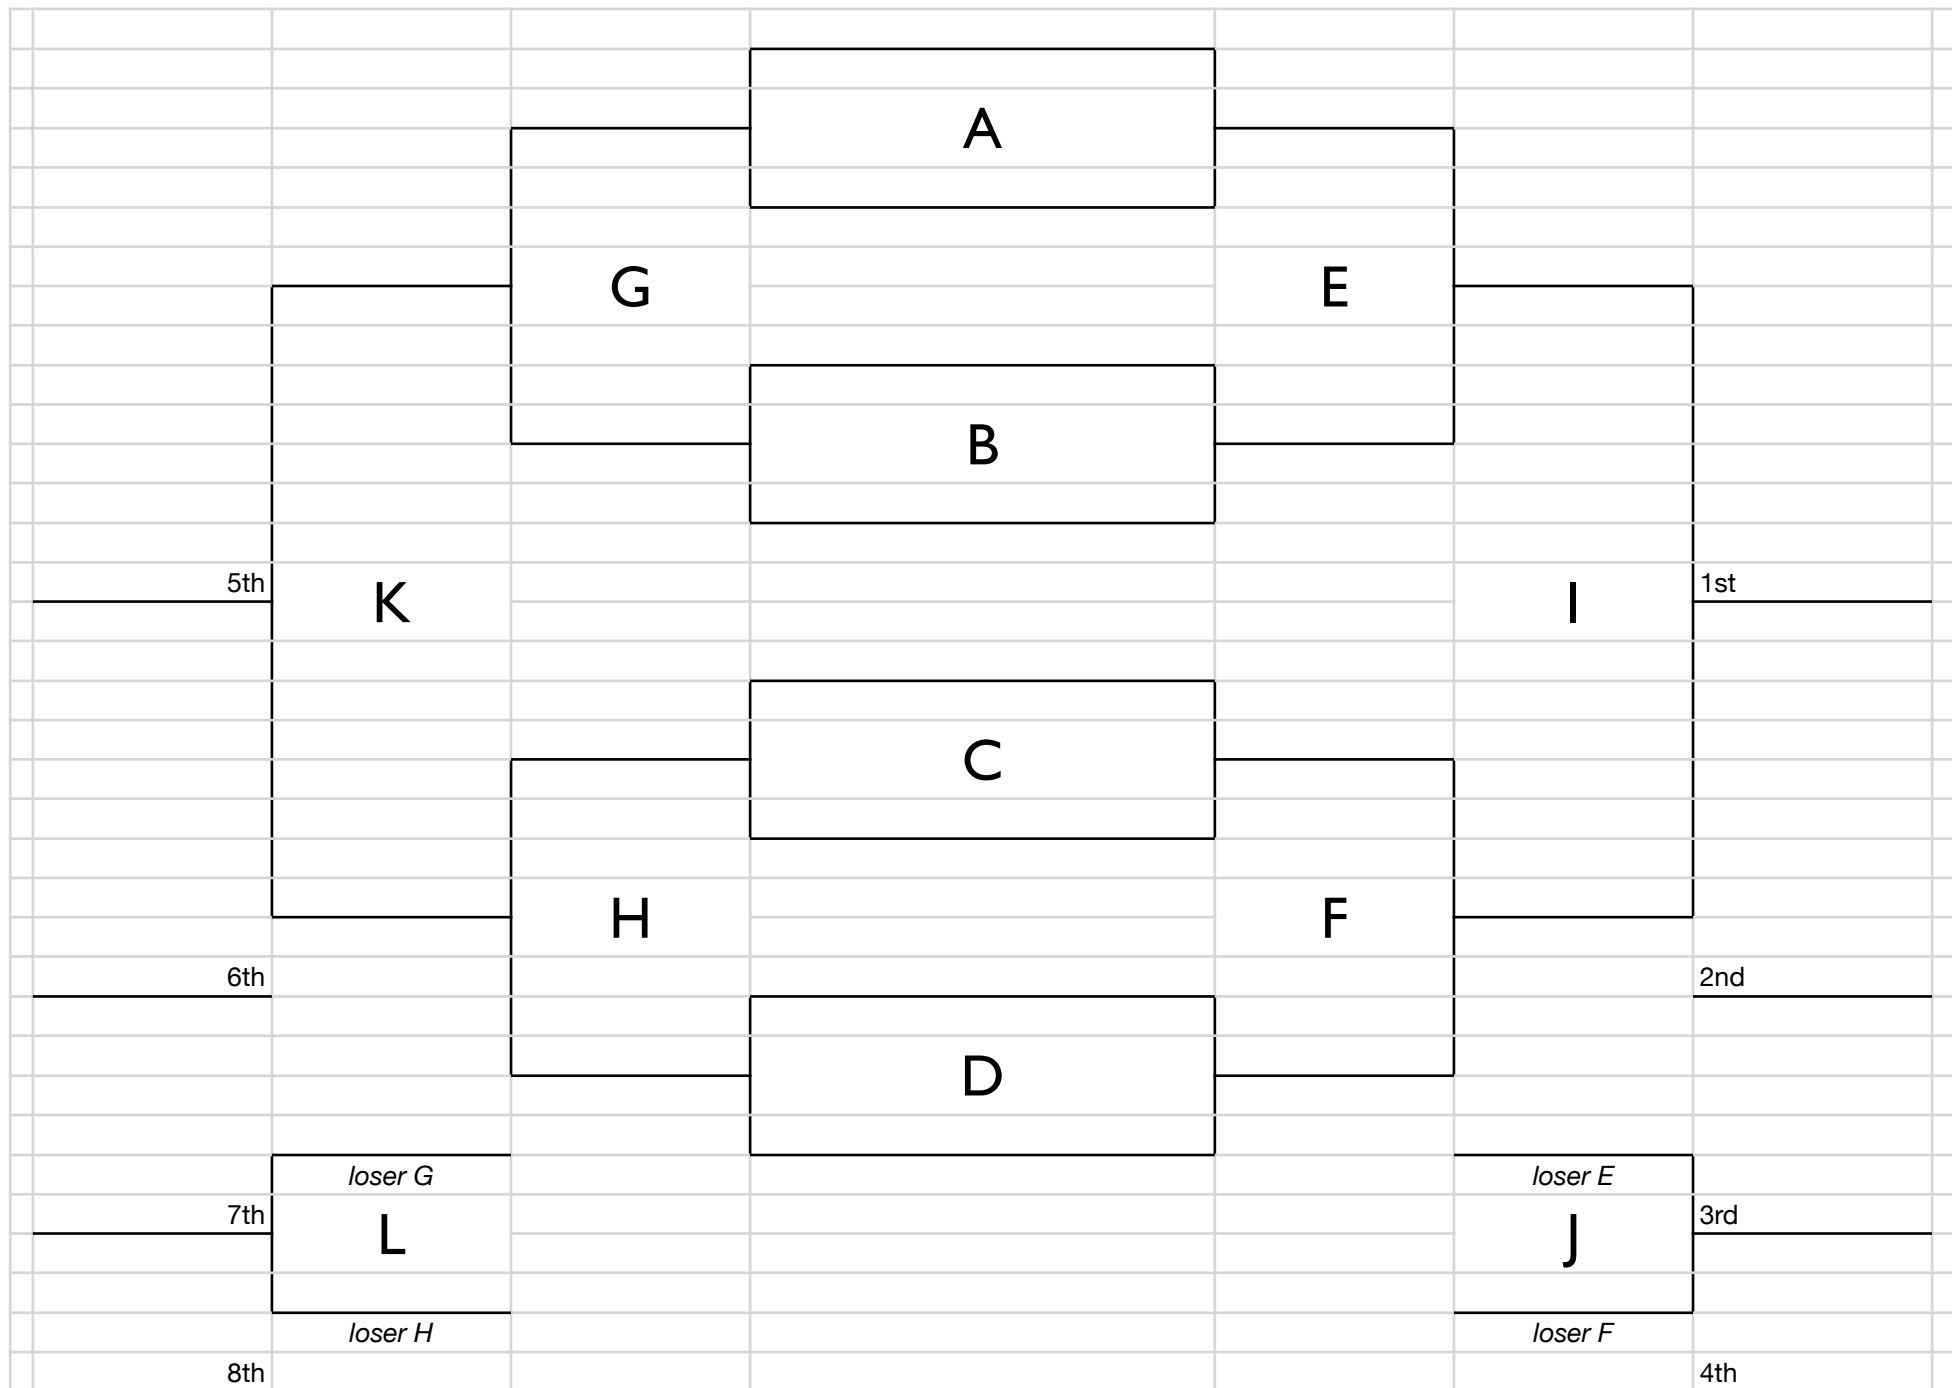 A
G
E
B
5th
K
I
1st
C
H
F
6th
2nd
D
loser G
loser E
7th
L
J
3rd
loser H
loser F
8th
4th